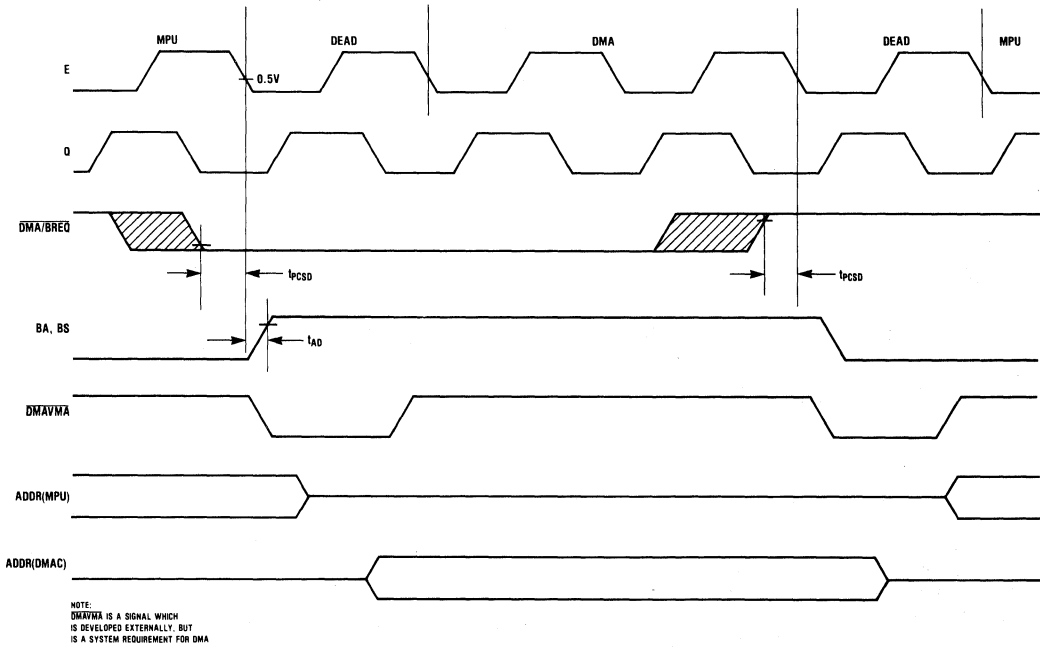 MPU DEAD DMA DEAD MPU
E
0.5V
Q
DMA/BREQ
tPCSD tPCSD
BA, BS
tAD
DMAVMA
ADDR(MPU)
ADDR(DMAC)
NOTE:
DMAVMA IS A SIGNAL WHICH
IS DEVELOPED EXTERNALLY, BUT
IS A SYSTEM REQUIREMENT FOR DMA